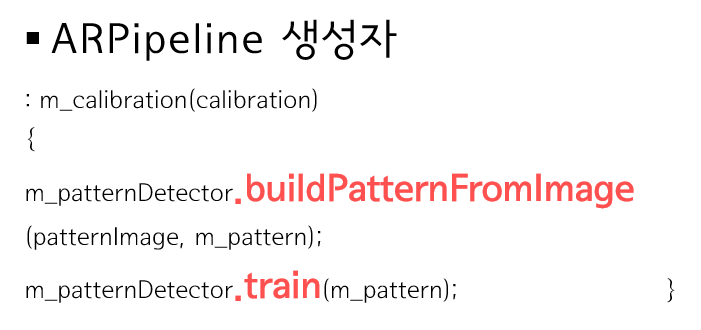 ▪ ARPipeline 생성자
: m_calibration(calibration)
{
m_patternDetector.buildPatternFromImage
(patternImage, m_pattern);
m_patternDetector.train(m_pattern); }